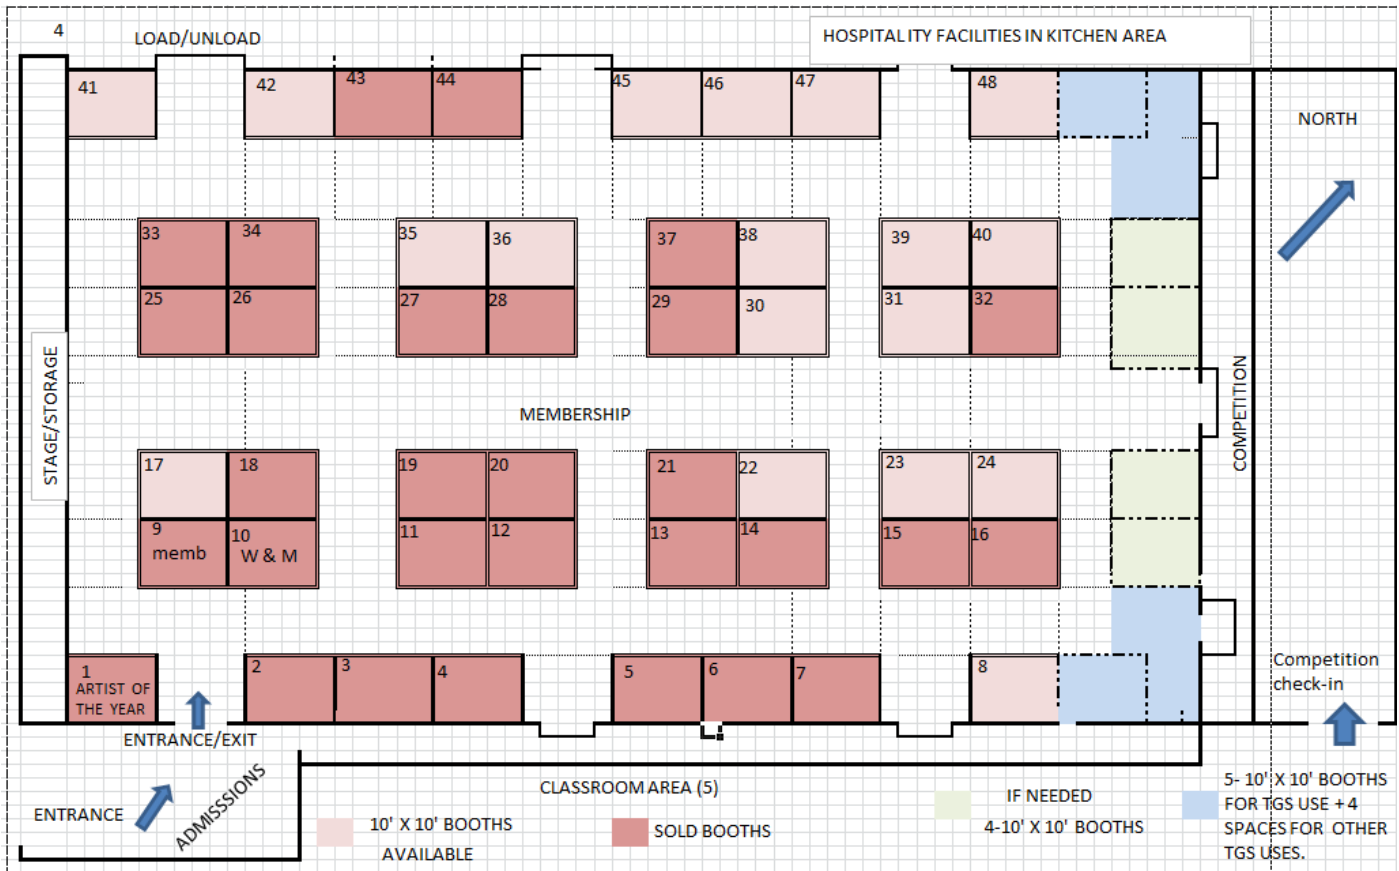 4
LOAD/UNLOAD
HOSPITALITY FACILITIES IN KITCHEN AREA
41
42
43
44
45
46
47
48
NORTH
33
34
35
36
37
38
39
40
25
26
27
28
29
30
31
32
STAGE/STORAGE
MEMBERSHIP
COMPETITION
17
18
19
20
21
22
23
24
9
memb
10
W & M
11
12
13
14
15
16
1
ARTIST OF
THE YEAR
2
3
4
5
6
7
8
Competition
check-in
ENTRANCE/EXIT
ENTRANCE
ADMISSSIONS
CLASSROOM AREA (5)
10' X 10' BOOTHS
AVAILABLE
SOLD BOOTHS
IF NEEDED
4-10' X 10' BOOTHS
5- 10' X 10' BOOTHS
FOR TGS USE + 4
SPACES FOR OTHER
TGS USES.